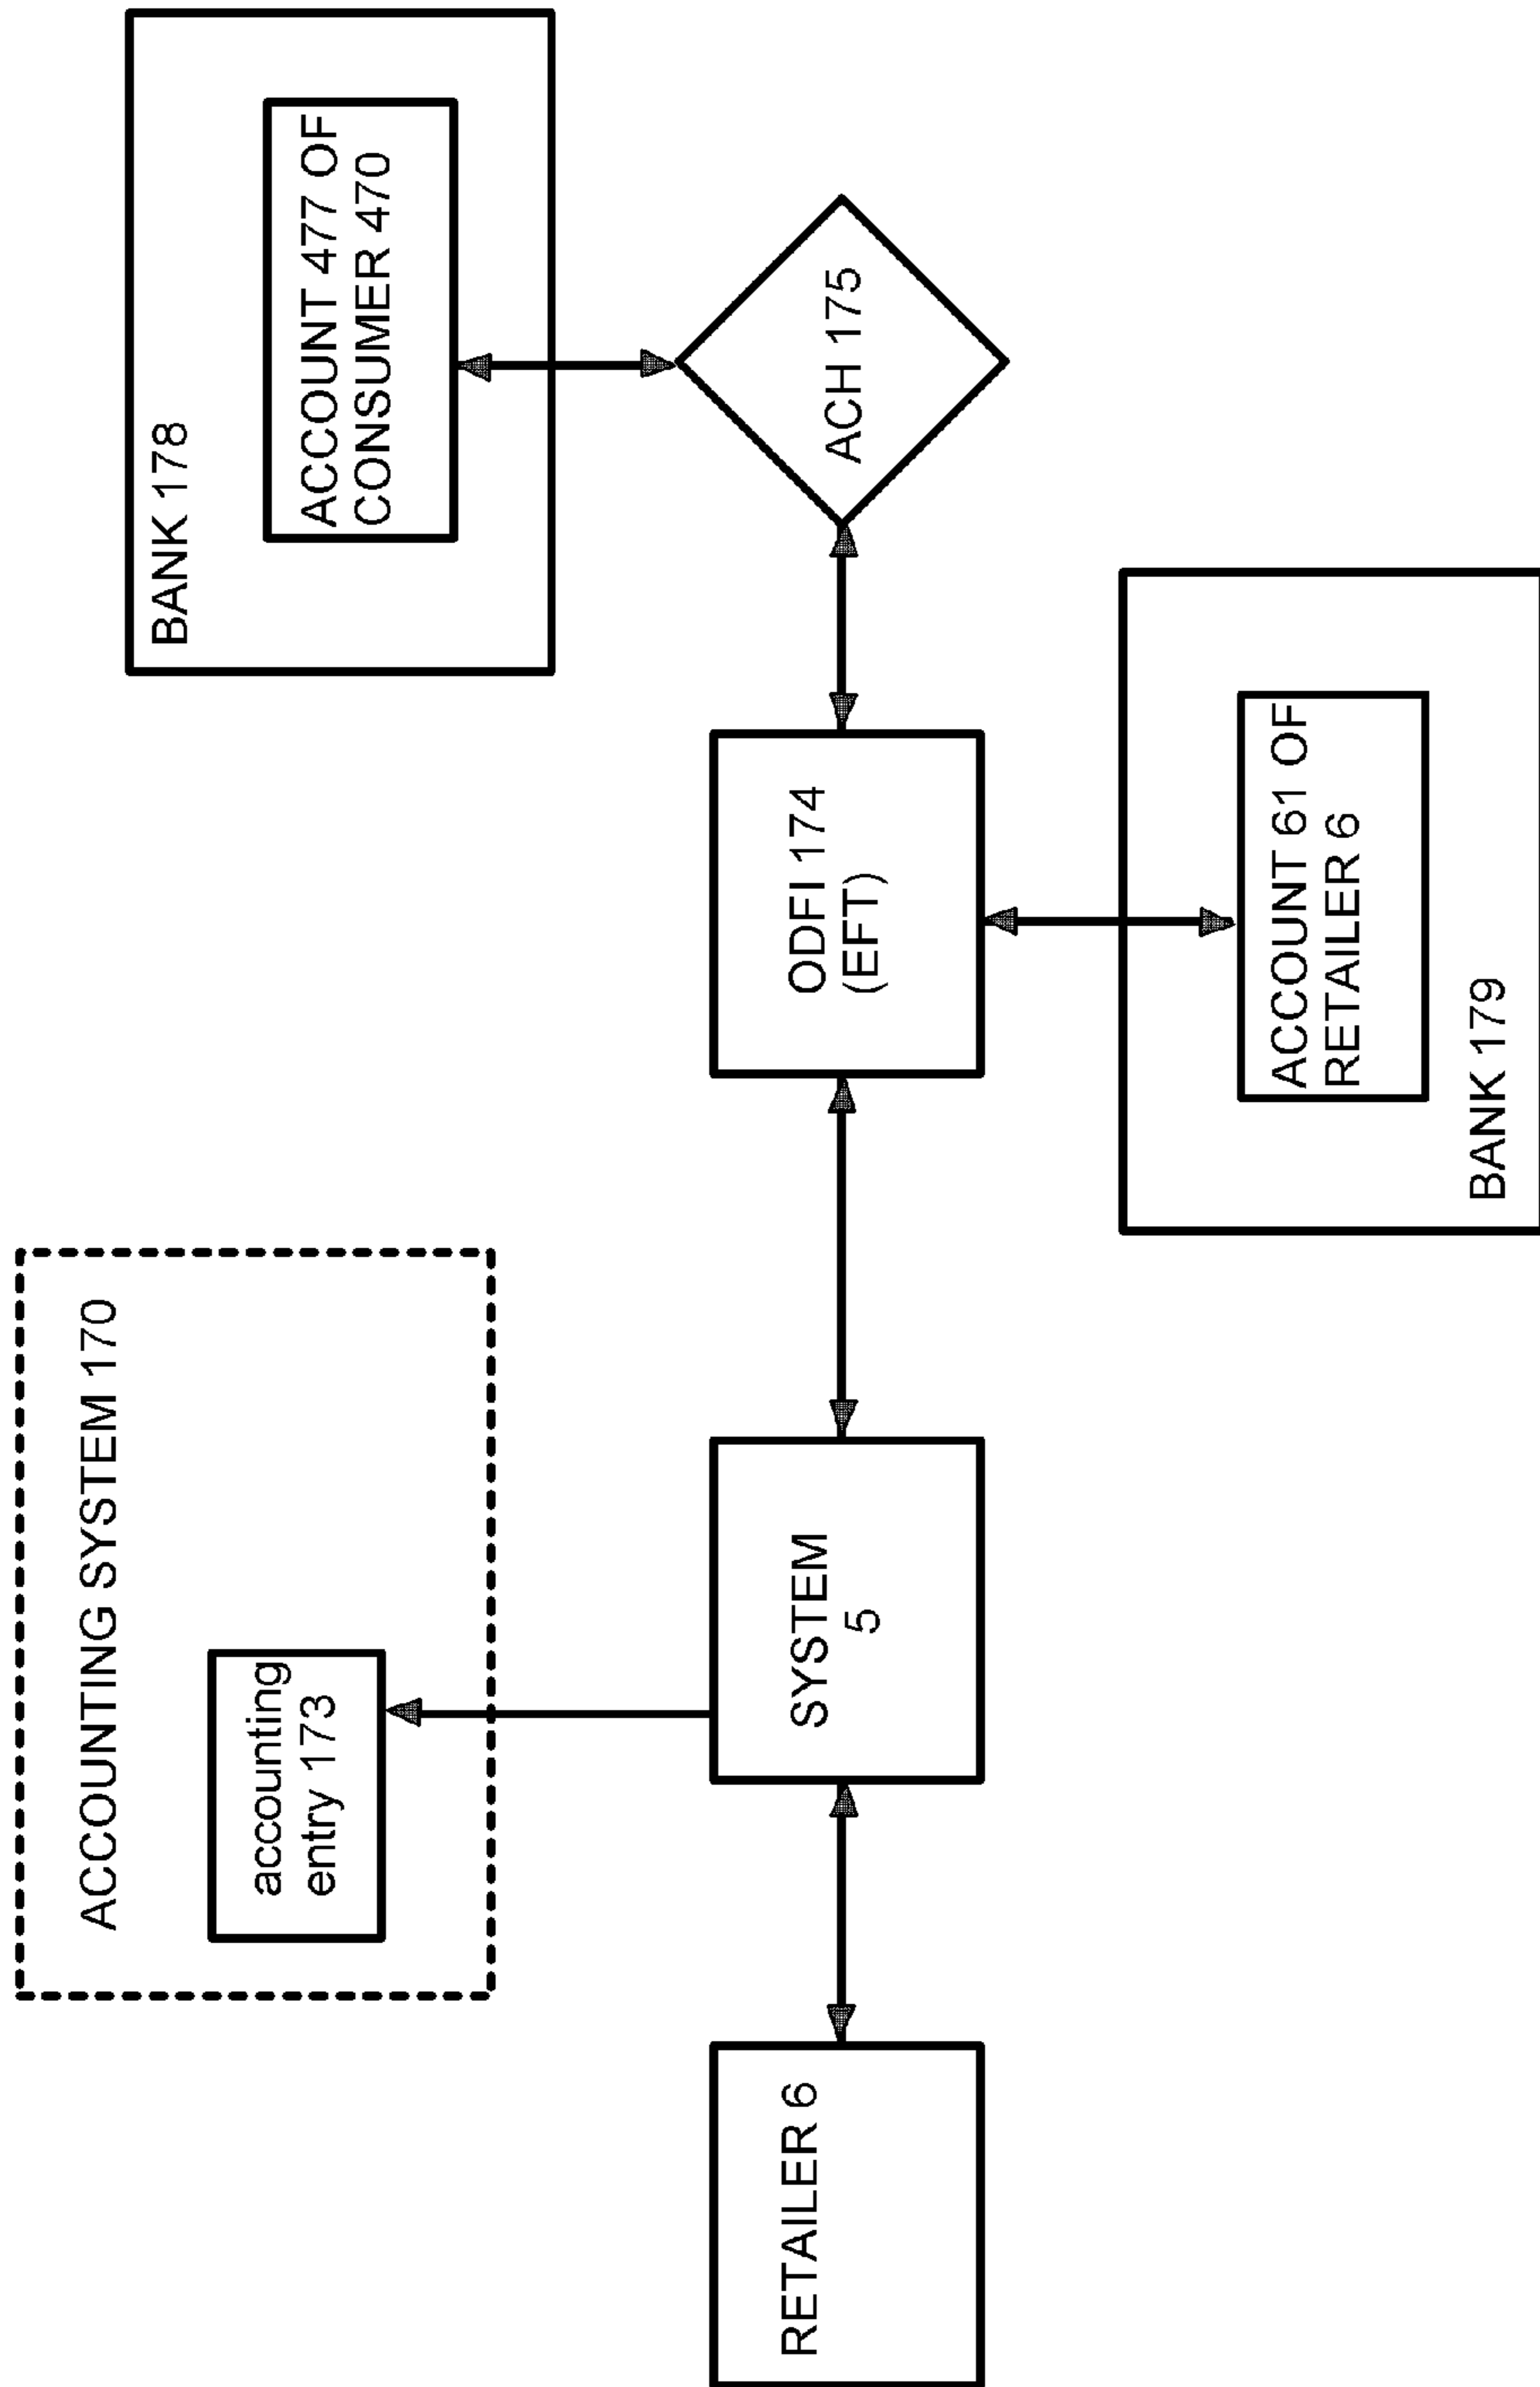 ACCOUNTING SYSTEM 170
accounting
entry 173
BANK 178
ACCOUNT 477 OF
CONSUMER 470
RETAILER 6
SYSTEM
5
ODFI 174
(EFT)
ACH 175
ACCOUNT 61 OF
RETAILER 6
BANK 179